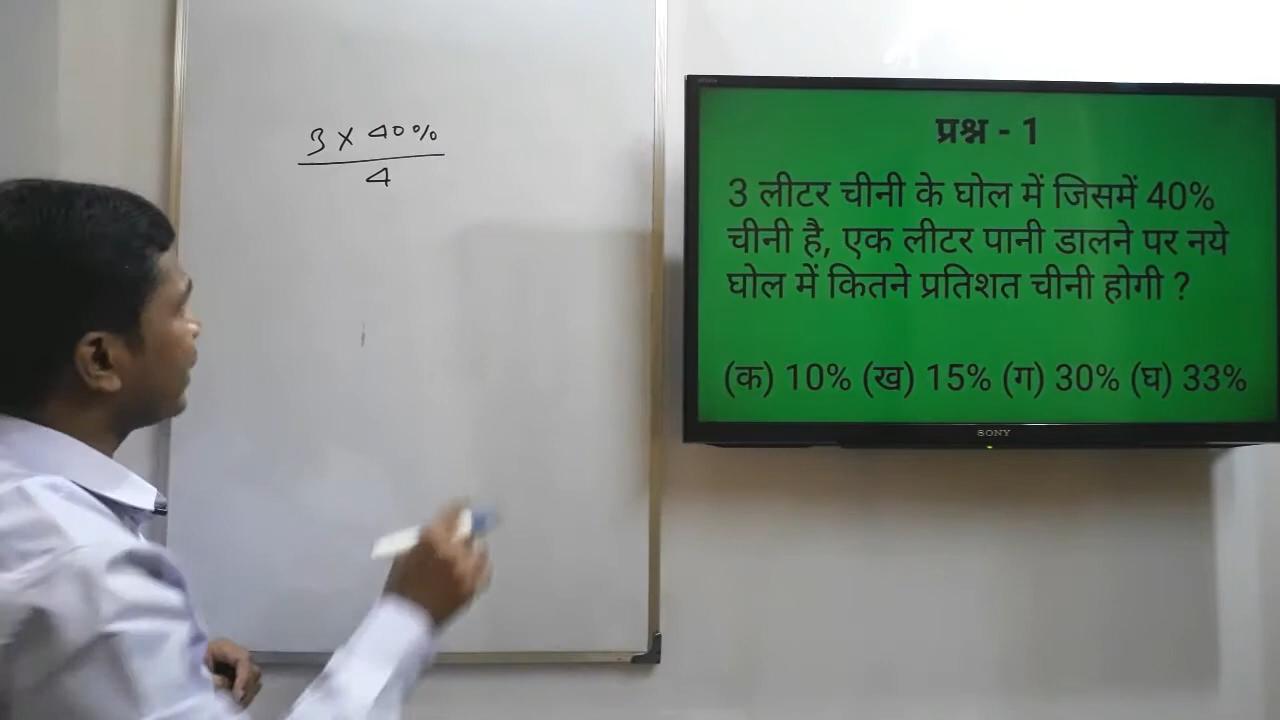 3 × 40%
4
प्रश्न - 1
3 लीटर चीनी के घोल में जिसमें 40%
चीनी है, एक लीटर पानी डालने पर नये
घोल में कितने प्रतिशत चीनी होगी ?
(क) 10% (ख) 15% (ग) 30% (घ) 33%
SONY